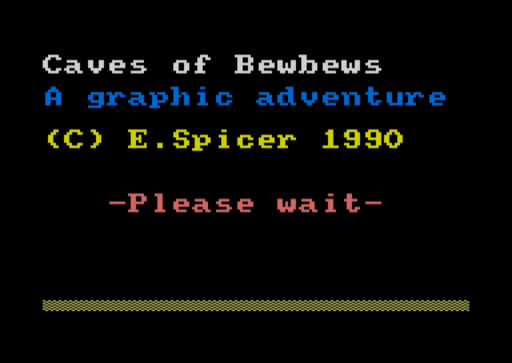 Caves of Bewbews
A graphic adventure
(C) E.Spicer 1990
-Please wait-